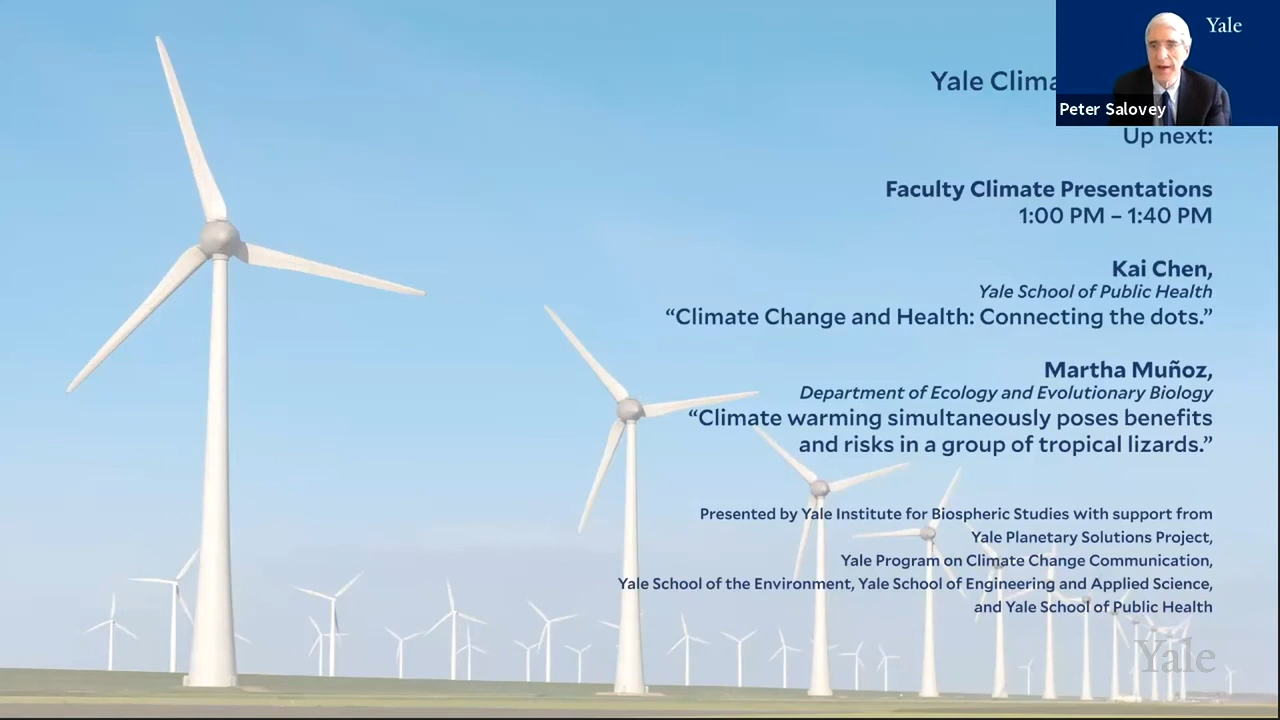 Yale
Peter Salovey
Yale Clima
Up next:
Faculty Climate Presentations
1:00 PM – 1:40 PM
Kai Chen,
Yale School of Public Health
“Climate Change and Health: Connecting the dots.”
Martha Muñoz,
Department of Ecology and Evolutionary Biology
“Climate warming simultaneously poses benefits
and risks in a group of tropical lizards.”
Presented by Yale Institute for Biospheric Studies with support from
Yale Planetary Solutions Project,
Yale Program on Climate Change Communication,
Yale School of the Environment, Yale School of Engineering and Applied Science,
and Yale School of Public Health
Yale